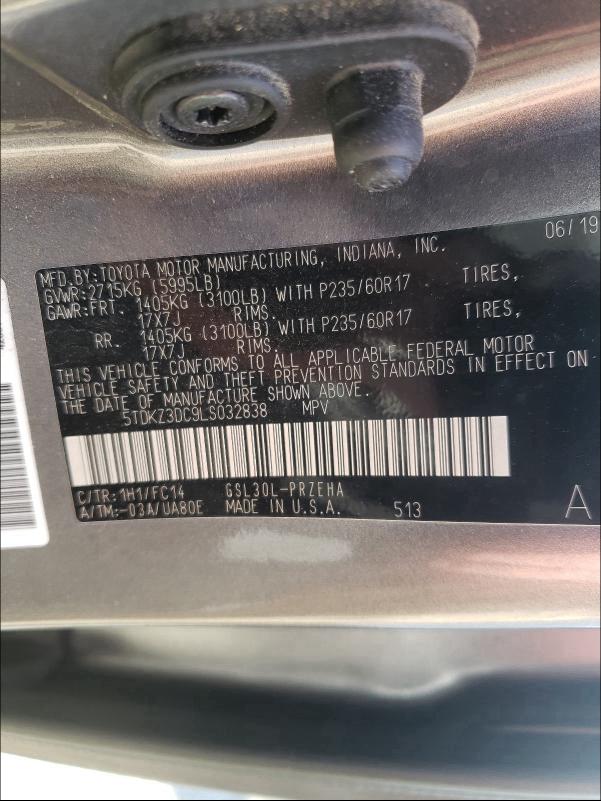 06/19
MFD.BY:TOYOTA MOTOR MANUFACTURING, INDIANA, INC.
GVWR:2715KG (5995LB)
GAWR:FRT. 1405KG (3100LB) WITH P235/60R17 TIRES,
17X7J RIMS.
RR. 1405KG (3100LB) WITH P235/60R17 TIRES,
17X7J RIMS.
THIS VEHICLE CONFORMS TO ALL APPLICABLE FEDERAL MOTOR
VEHICLE SAFETY AND THEFT PREVENTION STANDARDS IN EFFECT ON
THE DATE OF MANUFACTURE SHOWN ABOVE.
5TDKZ3DC9LS032838 MPV
C/TR:1H1/FC14 GSL30L-PRZEHA
A/TM:-03A/UA80E MADE IN U.S.A. 513 A